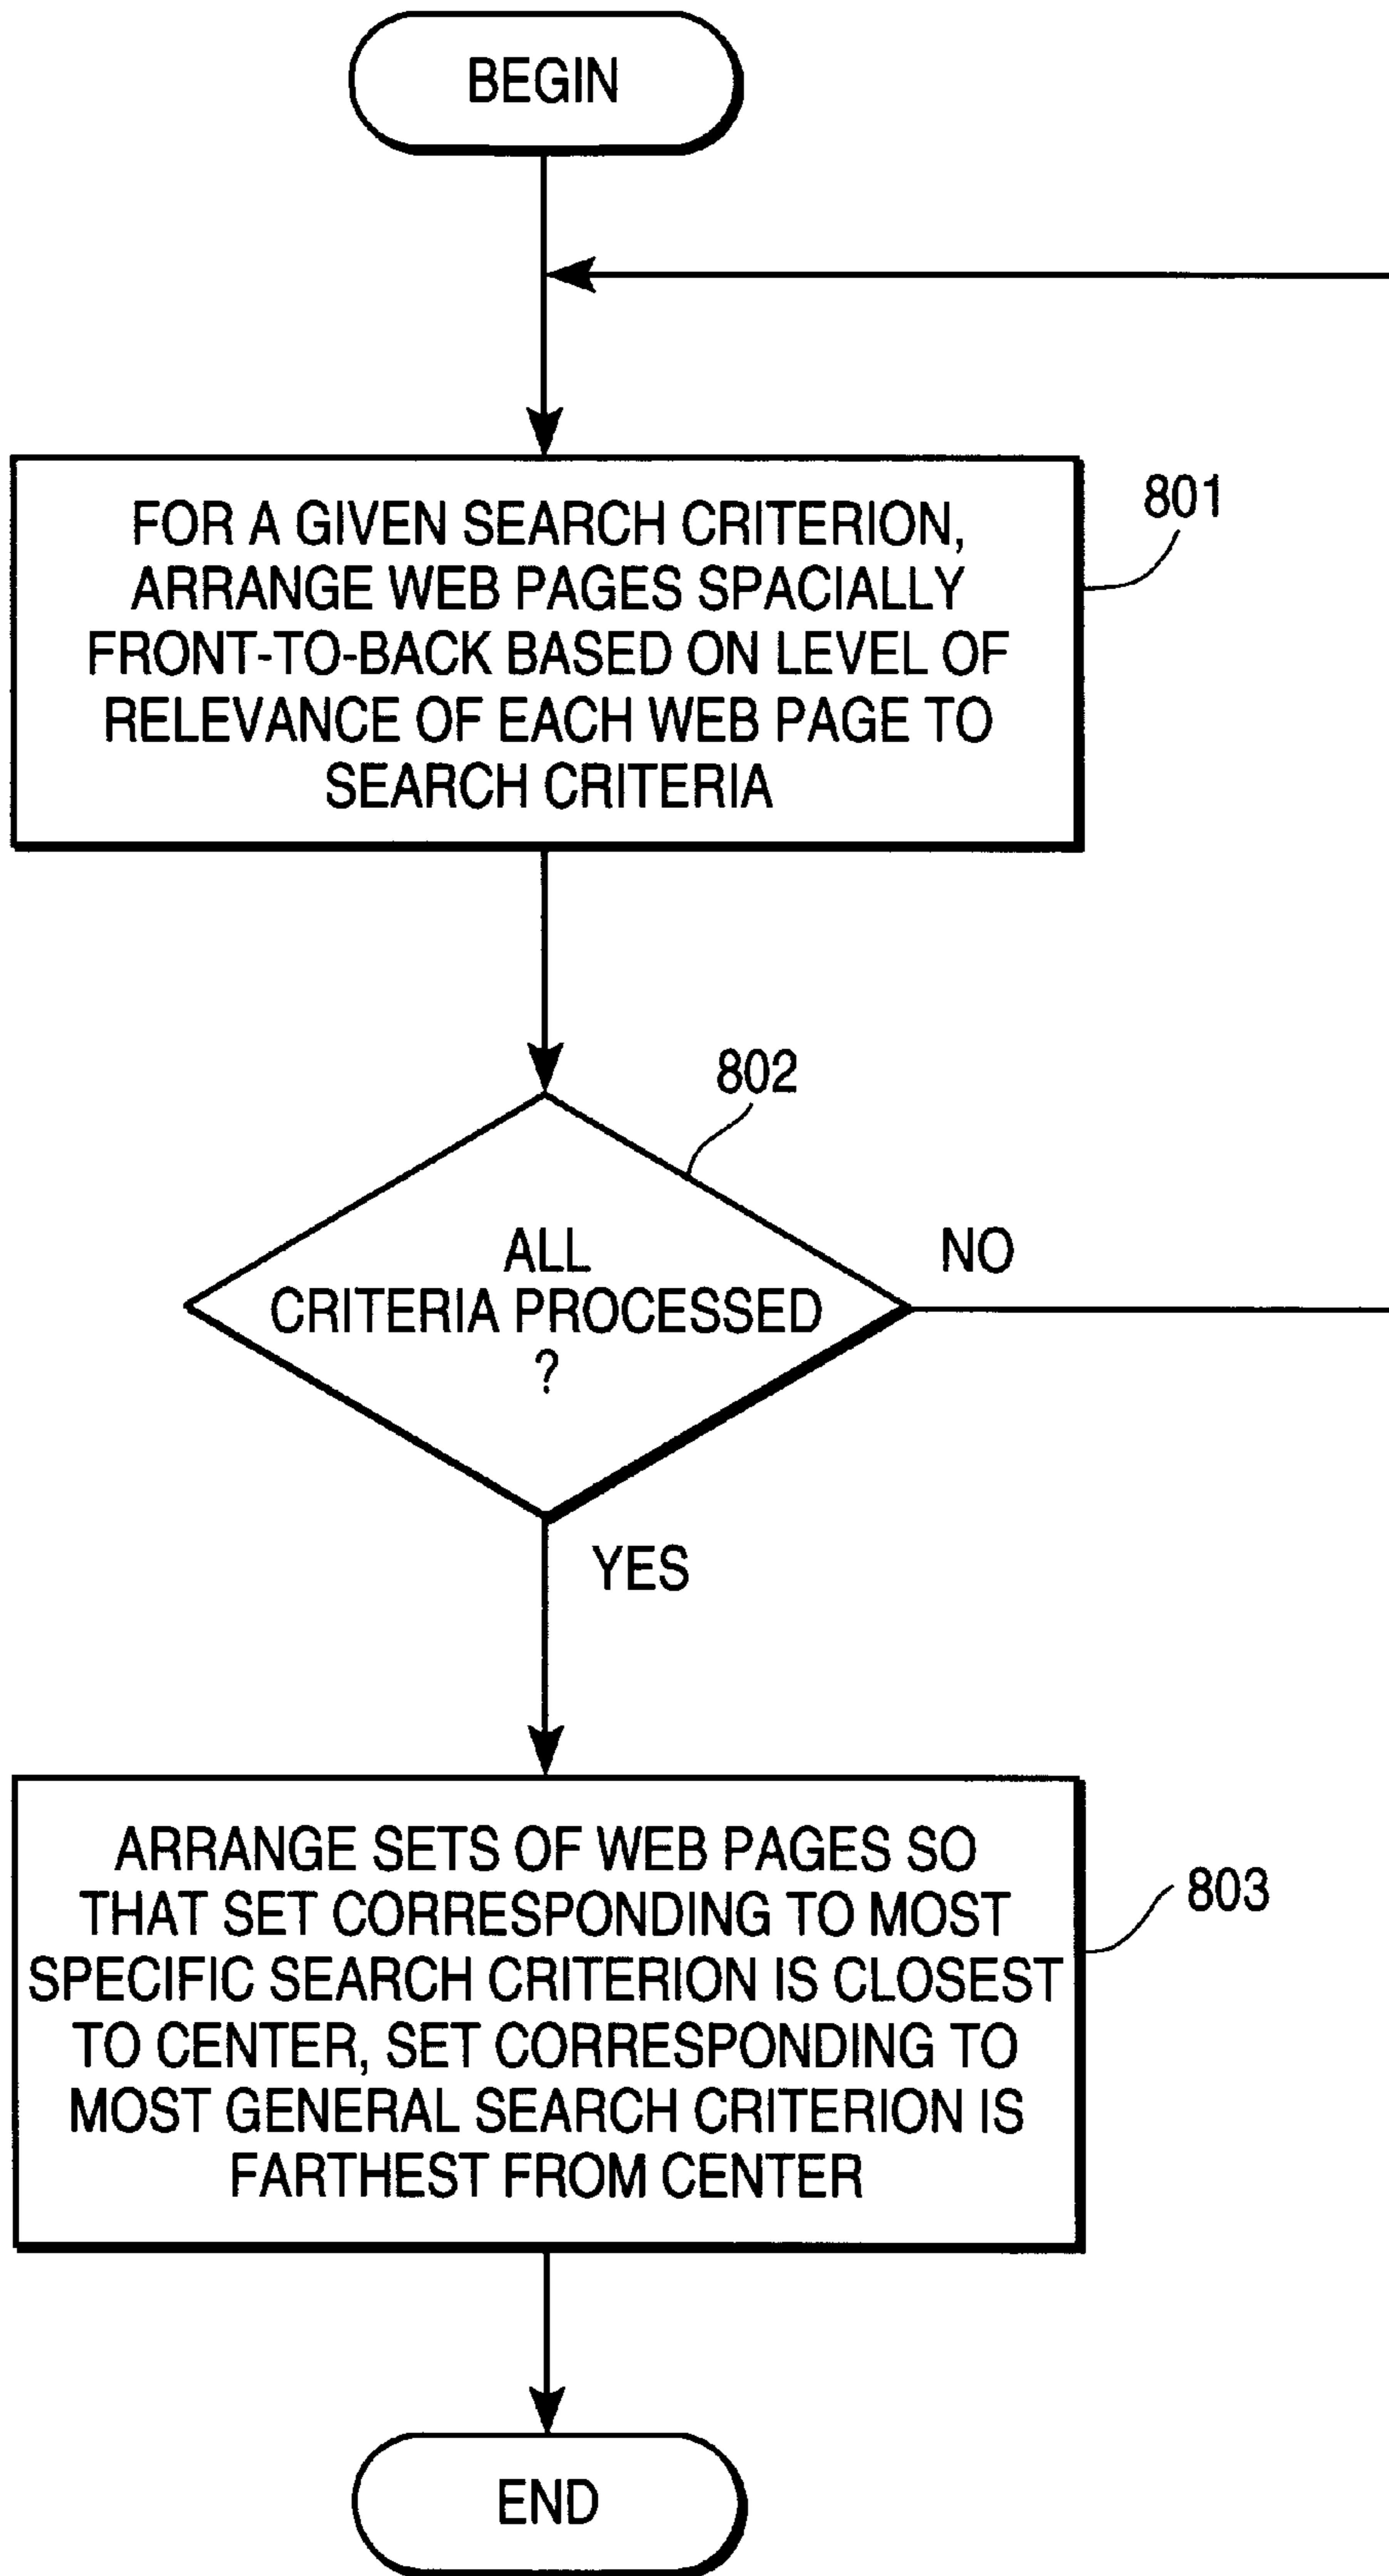 BEGIN
FOR A GIVEN SEARCH CRITERION,
ARRANGE WEB PAGES SPACIALLY
FRONT-TO-BACK BASED ON LEVEL OF
RELEVANCE OF EACH WEB PAGE TO
SEARCH CRITERIA
801
802
ALL
CRITERIA PROCESSED
?
NO
YES
ARRANGE SETS OF WEB PAGES SO
THAT SET CORRESPONDING TO MOST
SPECIFIC SEARCH CRITERION IS CLOSEST
TO CENTER, SET CORRESPONDING TO
MOST GENERAL SEARCH CRITERION IS
FARTHEST FROM CENTER
803
END